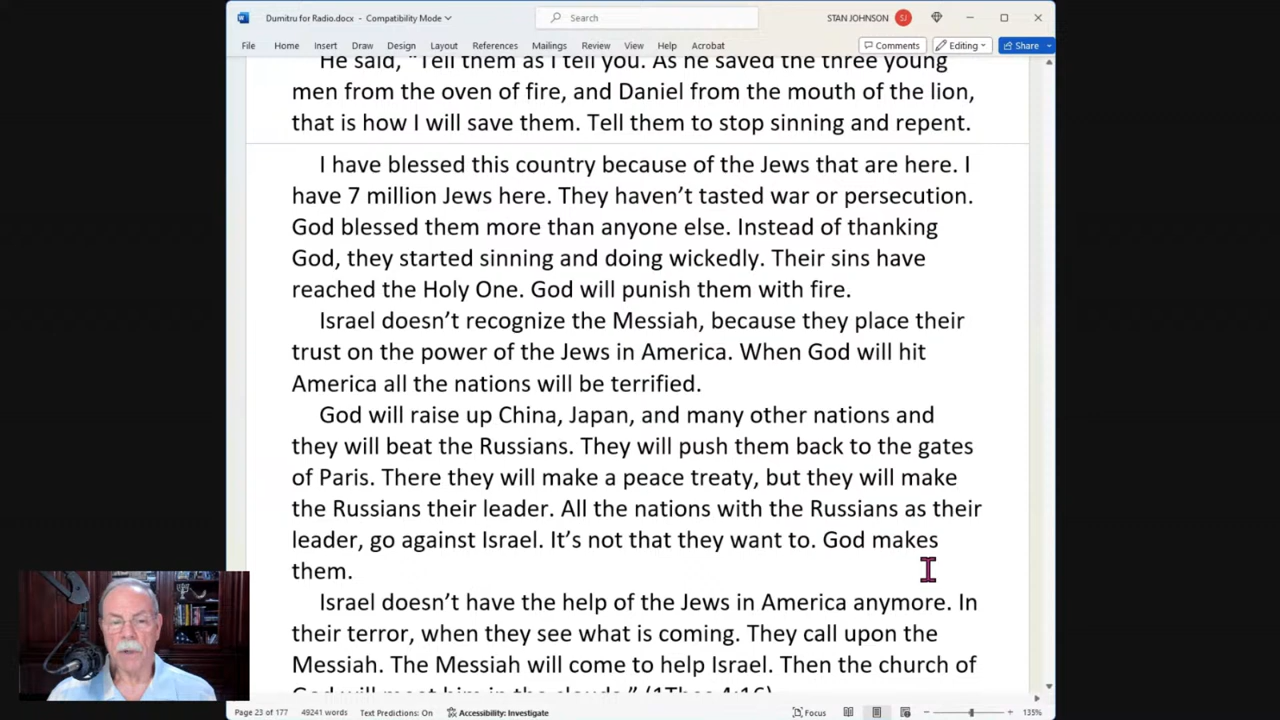 Dumitru for Radio.docx - Compatibility Mode
Search
STAN JOHNSON
SJ
File Home Insert Draw Design Layout References Mailings Review View Help Acrobat
Comments Editing Share
He said, “Tell them as I tell you. As he saved the three young
men from the oven of fire, and Daniel from the mouth of the lion,
that is how I will save them. Tell them to stop sinning and repent.
I have blessed this country because of the Jews that are here. I
have 7 million Jews here. They haven’t tasted war or persecution.
God blessed them more than anyone else. Instead of thanking
God, they started sinning and doing wickedly. Their sins have
reached the Holy One. God will punish them with fire.
Israel doesn’t recognize the Messiah, because they place their
trust on the power of the Jews in America. When God will hit
America all the nations will be terrified.
God will raise up China, Japan, and many other nations and
they will beat the Russians. They will push them back to the gates
of Paris. There they will make a peace treaty, but they will make
the Russians their leader. All the nations with the Russians as their
leader, go against Israel. It’s not that they want to. God makes
them.
Israel doesn’t have the help of the Jews in America anymore. In
their terror, when they see what is coming. They call upon the
Messiah. The Messiah will come to help Israel. Then the church of
God will meet him in the clouds.” (1Thes 4:16)
Page 23 of 177 49241 words Text Predictions: On Accessibility: Investigate
Focus
135%